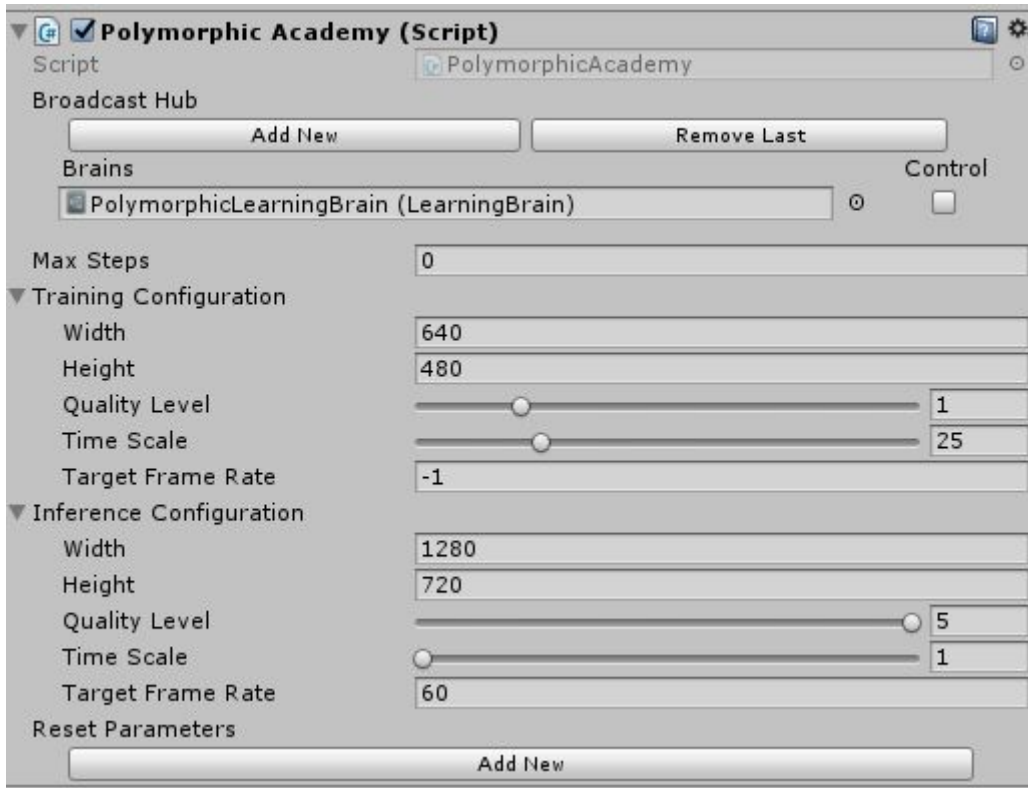 Polymorphic Academy (Script)
Script PolymorphicAcademy
Broadcast Hub
Add New Remove Last
Brains Control
PolymorphicLearningBrain (LearningBrain)
Max Steps 0
Training Configuration
Width 640
Height 480
Quality Level 1
Time Scale 25
Target Frame Rate -1
Inference Configuration
Width 1280
Height 720
Quality Level 5
Time Scale 1
Target Frame Rate 60
Reset Parameters
Add New